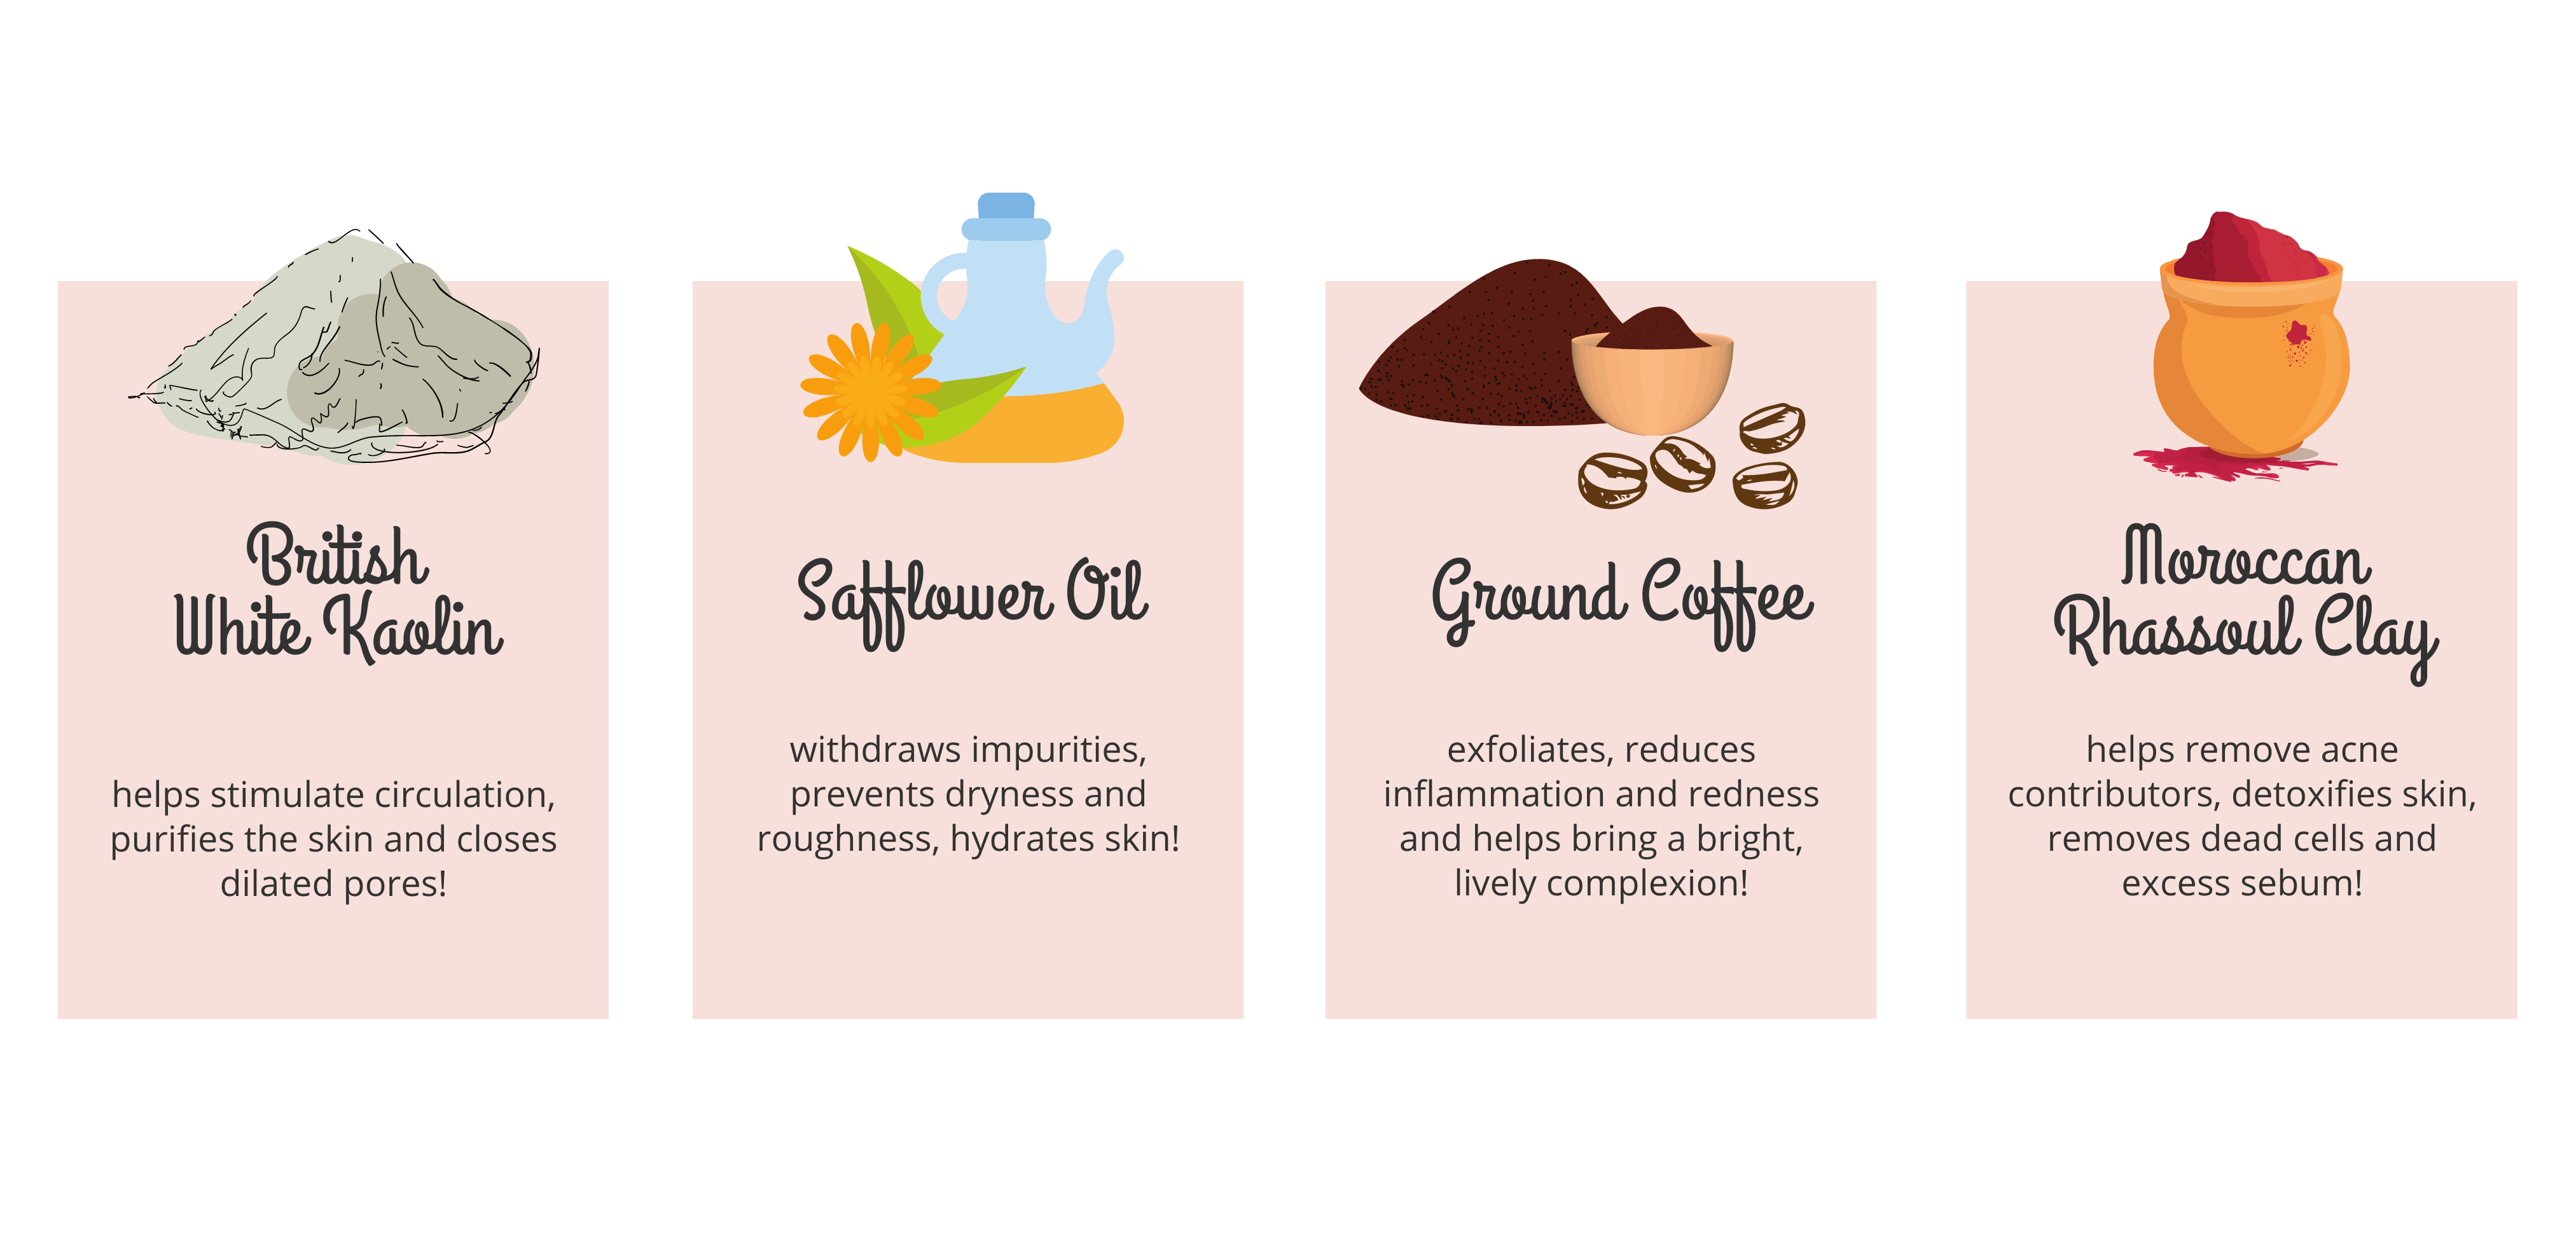 British
White Kaolin
helps stimulate circulation,
purifies the skin and closes
dilated pores!
Safflower Oil
withdraws impurities,
prevents dryness and
roughness, hydrates skin!
Ground Coffee
exfoliates, reduces
inflammation and redness
and helps bring a bright,
lively complexion!
Moroccan
Rhassoul Clay
helps remove acne
contributors, detoxifies skin,
removes dead cells and
excess sebum!